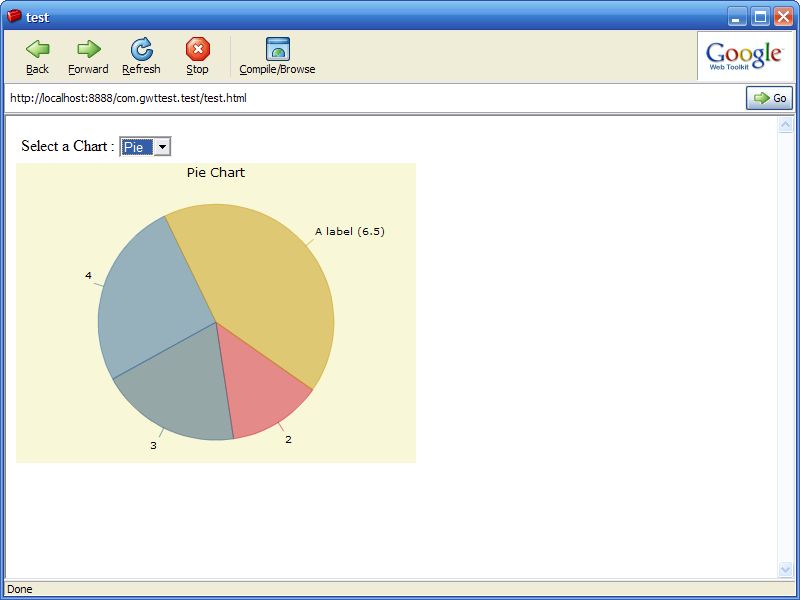 test
Back Forward Refresh Stop Compile/Browse
Google
Web Toolkit
http://localhost:8888/com.gwttest.test/test.html Go
Select a Chart : Pie
Pie Chart
A label (6.5)
4
2
3
Done